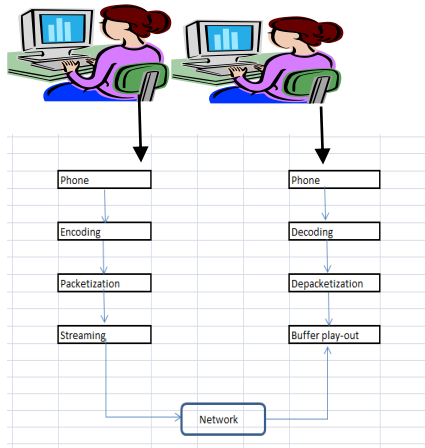 Phone
Phone
Encoding
Decoding
Packetization
Depacketization
Streaming
Buffer play-out
Network